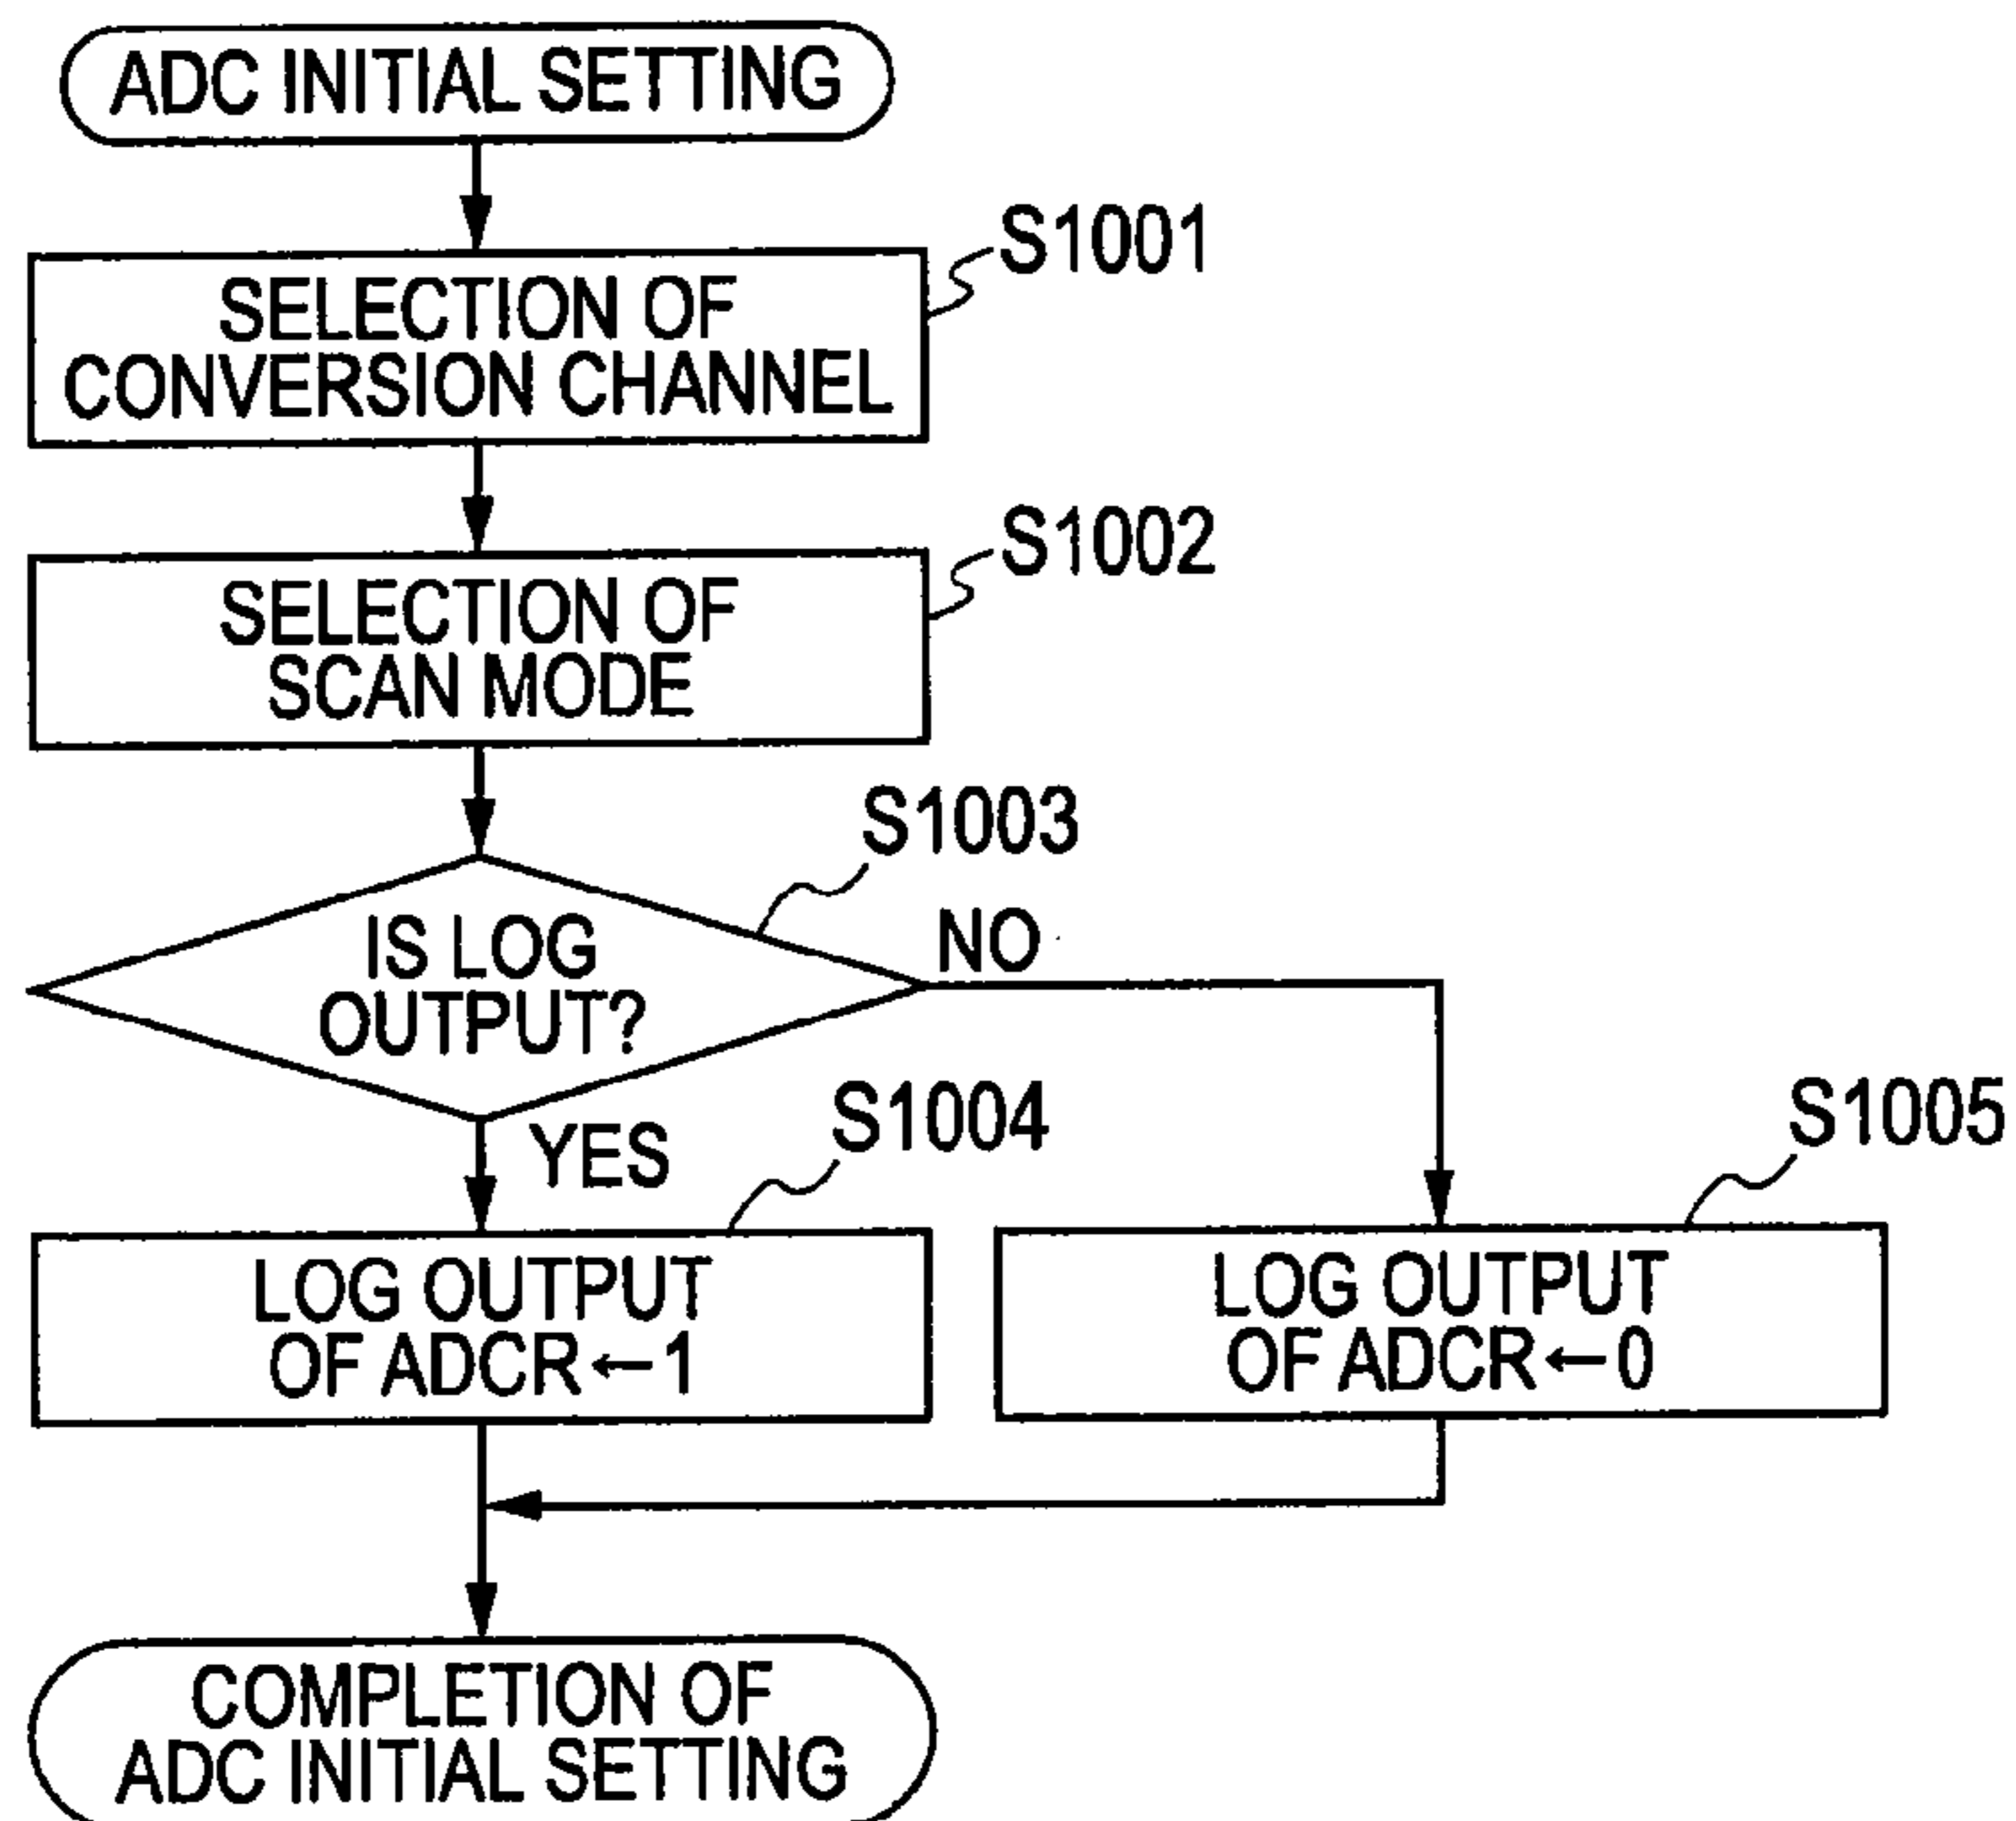 ADC INITIAL SETTING
S1001
SELECTION OF
CONVERSION CHANNEL
S1002
SELECTION OF
SCAN MODE
S1003
IS LOG
OUTPUT?
NO
YES
S1004
LOG OUTPUT
OF ADCR←1
S1005
LOG OUTPUT
OF ADCR←0
COMPLETION OF
ADC INITIAL SETTING